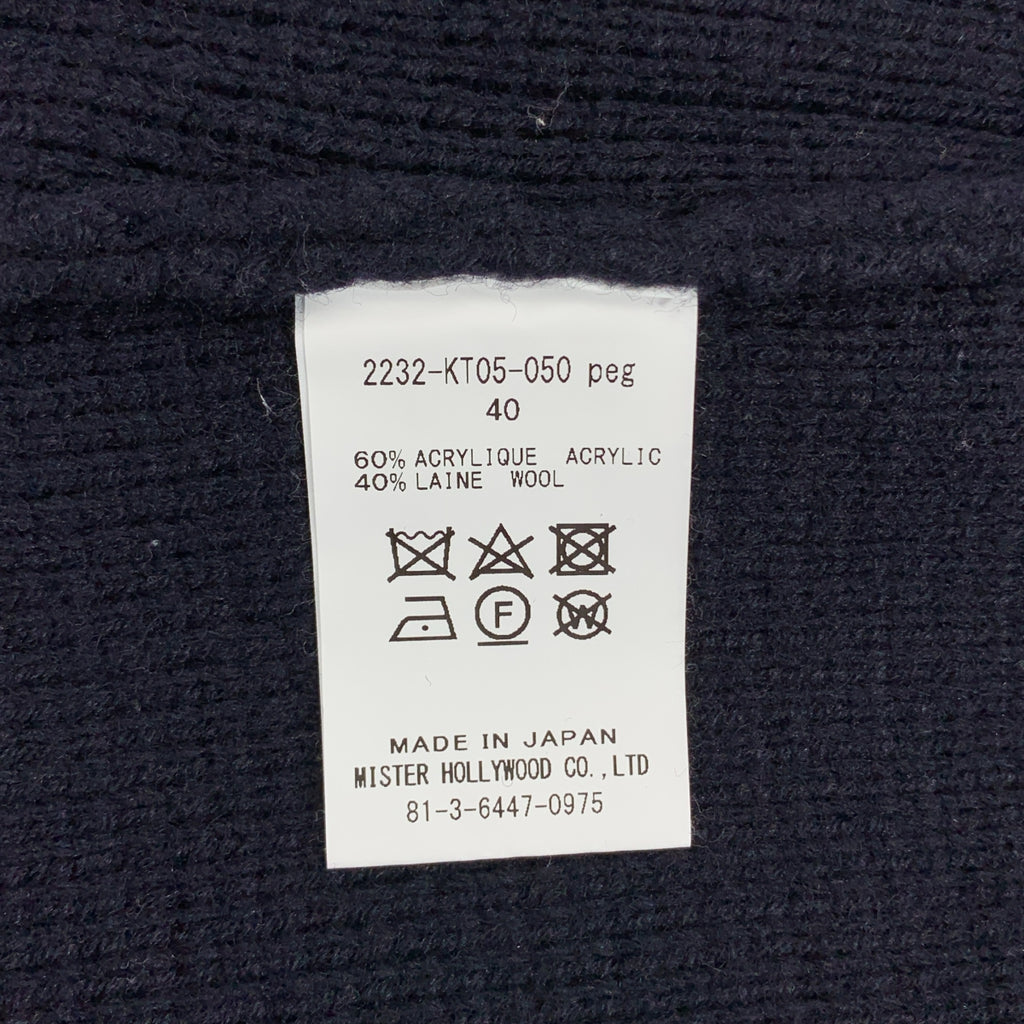 2232-KT05-050 peg
40
60% ACRYLIQUE ACRYLIC
40% LAINE WOOL
F
W
MADE IN JAPAN
MISTER HOLLYWOOD CO.,LTD
81-3-6447-0975